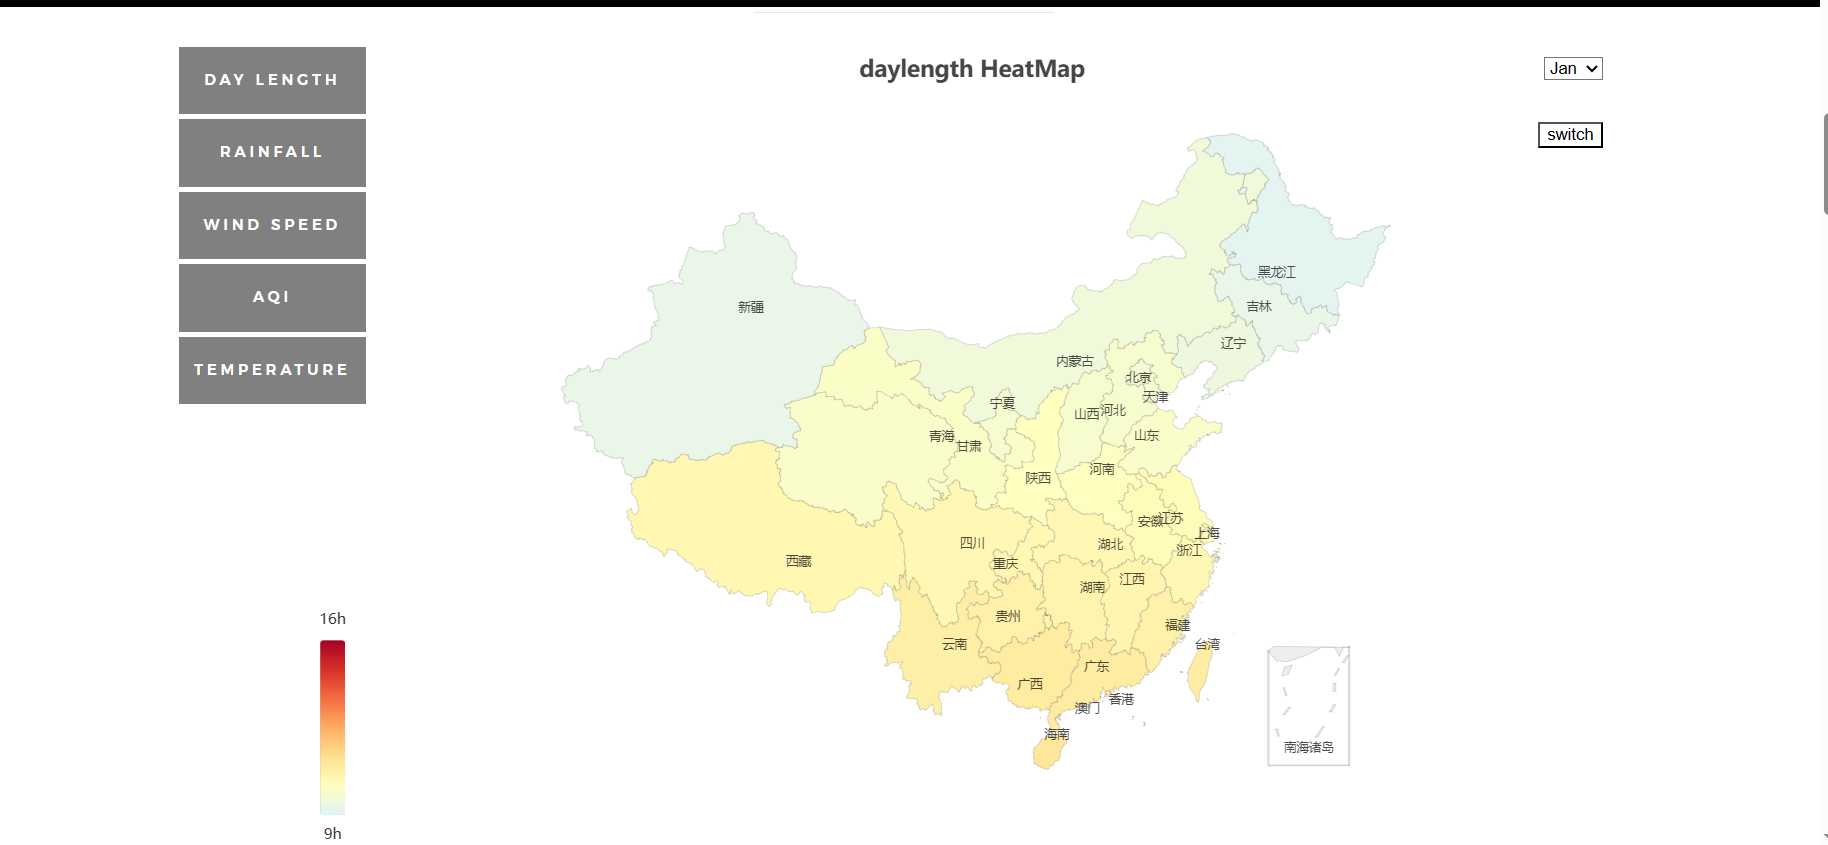 DAY LENGTH
RAINFALL
WIND SPEED
AQI
TEMPERATURE
daylength HeatMap
Jan
switch
黑龙江
吉林
新疆
辽宁
内蒙古
北京
天津
宁夏
山西
河北
青海
甘肃
山东
陕西
河南
安徽
江苏
上海
四川
湖北
浙江
西藏
重庆
湖南
江西
贵州
福建
云南
台湾
广东
广西
香港
澳门
海南
南海诸岛
16h
9h